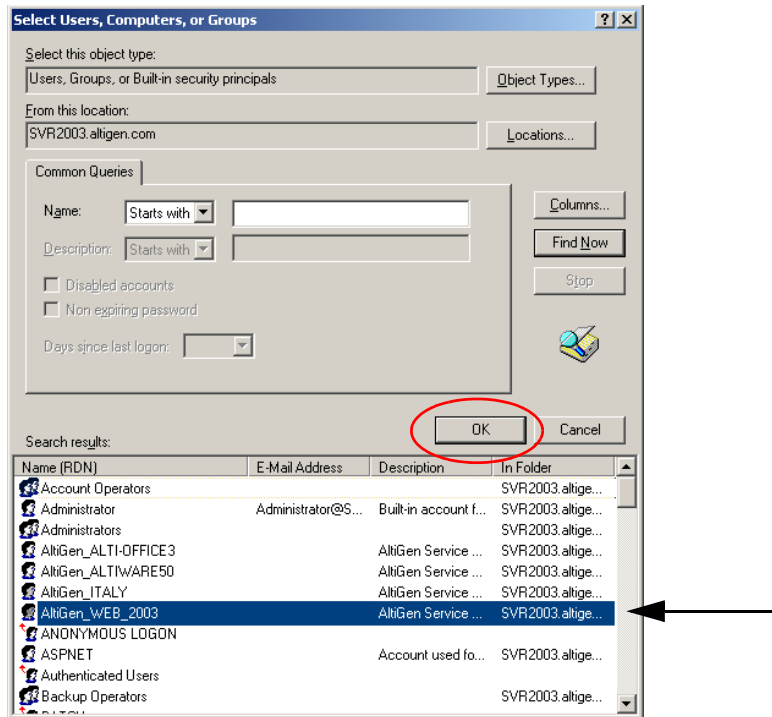 Select Users, Computers, or Groups
Select this object type:
Users, Groups, or Built-in security principals
Object Types...
From this location:
SVR2003.altigen.com
Locations...
Common Queries
Name: Starts with
Columns...
Description: Starts with
Find Now
Disabled accounts
Stop
Non expiring password
Days since last logon:
OK
Cancel
Search results:
Name (RDN) E-Mail Address Description In Folder
Account Operators SVR2003.altige...
Administrator Administrator@S... Built-in account f... SVR2003.altige...
Administrators SVR2003.altige...
AltiGen_ALTI-OFFICE3 AltiGen Service ... SVR2003.altige...
AltiGen_ALTIWARE50 AltiGen Service ... SVR2003.altige...
AltiGen_ITALY AltiGen Service ... SVR2003.altige...
AltiGen_WEB_2003 AltiGen Service ... SVR2003.altige...
ANONYMOUS LOGON
ASPNET Account used fo... SVR2003.altige...
Authenticated Users
Backup Operators SVR2003.altige...